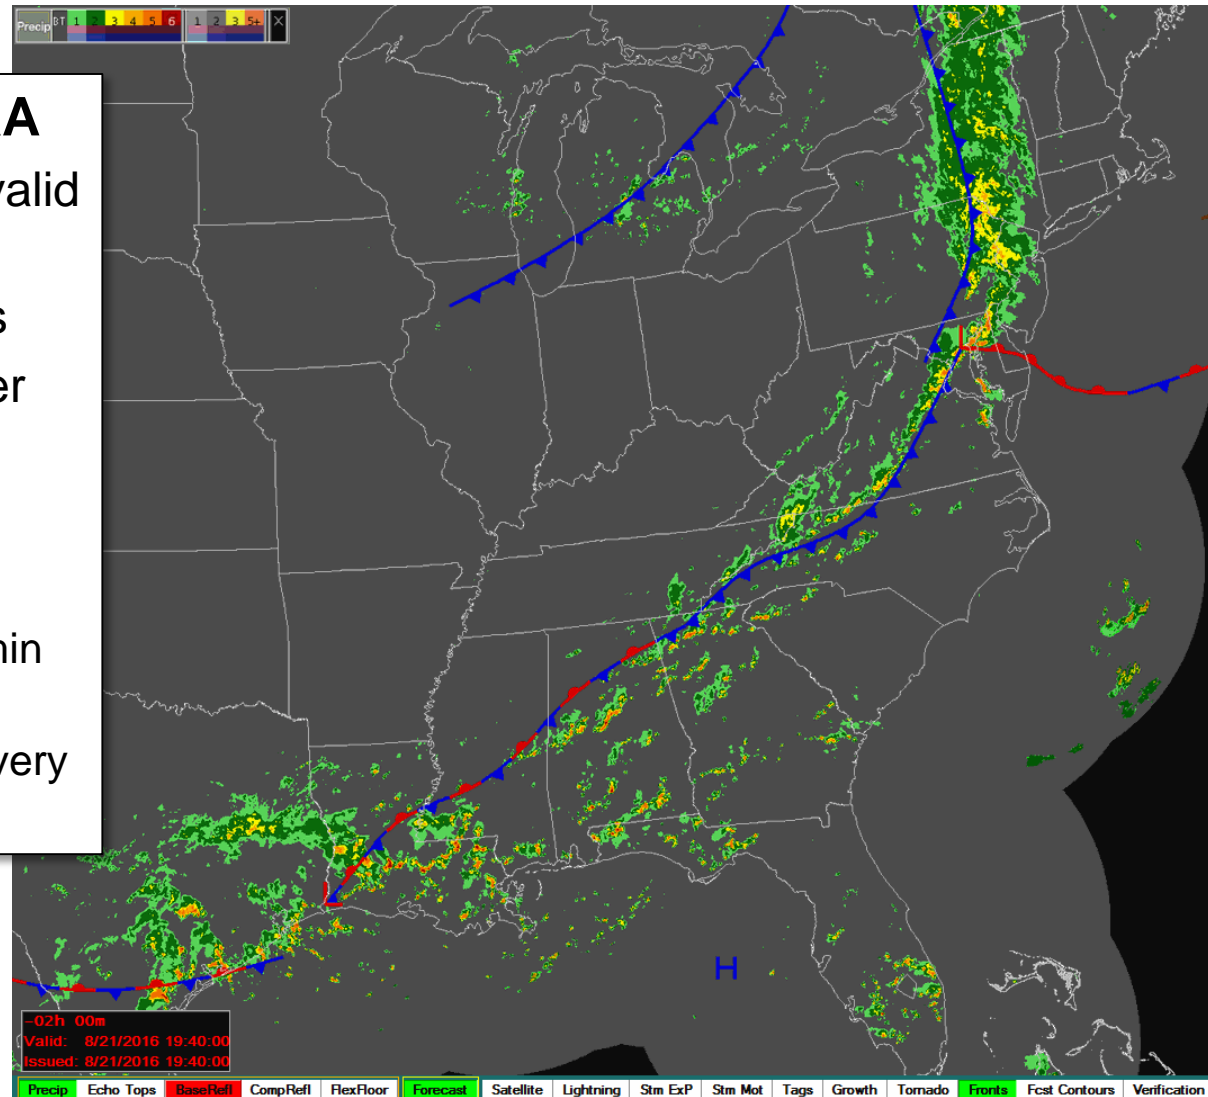 Precip BT 1 2 3 4 5 6 1 2 3 5+ X
A
valid
s
er
nin
very
L
L
H
-02h 00m
Valid: 8/21/2016 19:40:00
Issued: 8/21/2016 19:40:00
Precip Echo Tops BaseRefl CompRefl FlexFloor Forecast Satellite Lightning Stm ExP Stm Mot Tags Growth Tornado Fronts Fcst Contours Verification